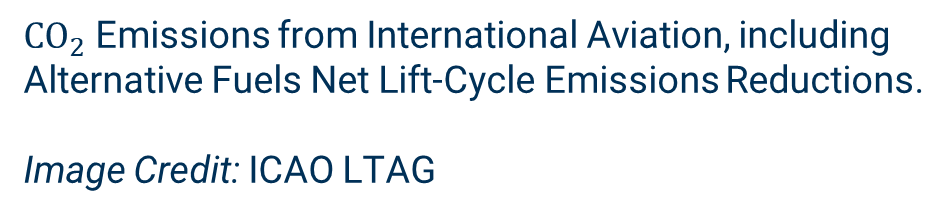 CO₂ Emissions from International Aviation, including
Alternative Fuels Net Lift-Cycle Emissions Reductions.
Image Credit: ICAO LTAG